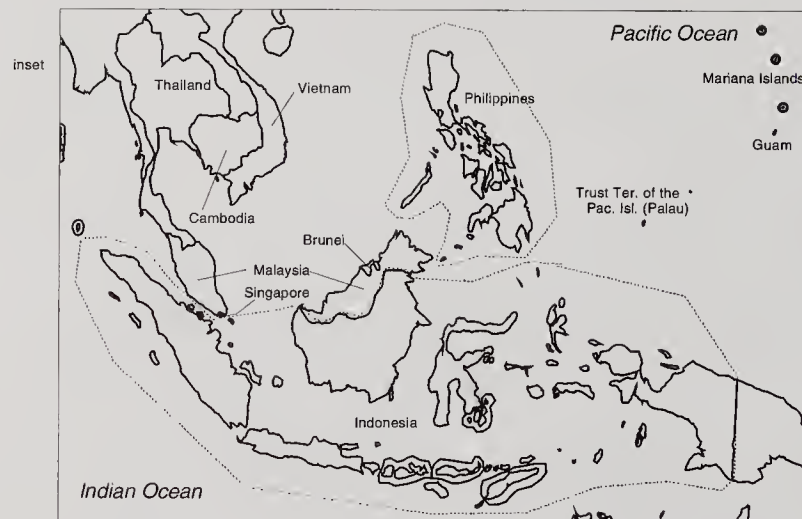 Pacific Ocean
inset
Thailand
Vietnam
Mariana Islands
Philippines
Guam
Cambodia
Trust Ter. of the
Pac. Isl. (Palau)
Brunei
Malaysia
Singapore
Indonesia
Indian Ocean